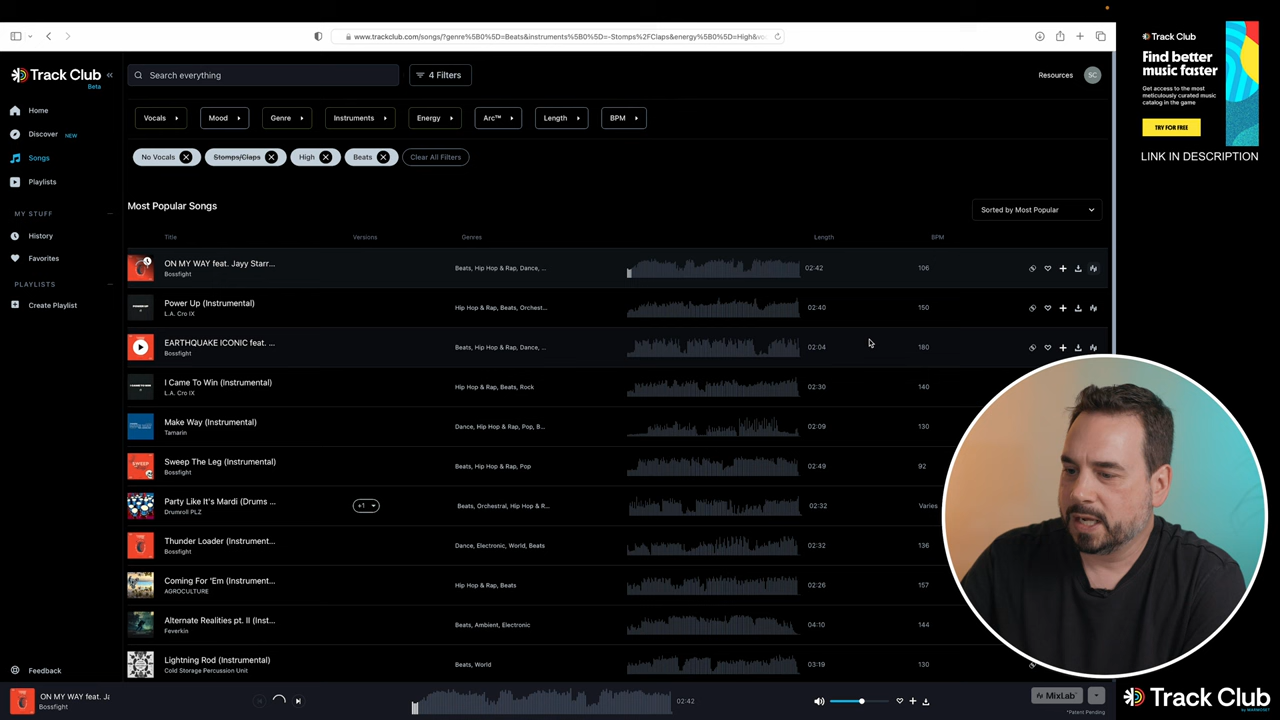 www.trackclub.com/songs/?genre%5B0%5D=Beats&instruments%5B0%5D=-Stomps%2FClaps&energy%5B0%5D=High&vo
Track Club
Beta
Search everything
4 Filters
Resources
SC
Home
Discover NEW
Songs
Playlists
MY STUFF
History
Favorites
PLAYLISTS
Create Playlist
Feedback
Vocals
Mood
Genre
Instruments
Energy
Arc™
Length
BPM
No Vocals
Stomps/Claps
High
Beats
Clear All Filters
Most Popular Songs
Sorted by Most Popular
Title Versions Genres Length BPM
ON MY WAY feat. Jayy Starr... Beats, Hip Hop & Rap, Dance, ... 02:42 106
Bossfight
Power Up (Instrumental) Hip Hop & Rap, Beats, Orchest... 02:40 150
L.A. Cro IX
EARTHQUAKE ICONIC feat. ... Beats, Hip Hop & Rap, Dance, ... 02:04 180
Bossfight
I Came To Win (Instrumental) Hip Hop & Rap, Beats, Rock 02:30 140
L.A. Cro IX
Make Way (Instrumental) Dance, Hip Hop & Rap, Pop, B... 02:09 130
Tamarin
Sweep The Leg (Instrumental) Beats, Hip Hop & Rap, Pop 02:49 92
Bossfight
Party Like It's Mardi (Drums ... +1 Beats, Orchestral, Hip Hop & R... 02:32 Varies
Drumroll PLZ
Thunder Loader (Instrument... Dance, Electronic, World, Beats 02:32 136
Bossfight
Coming For 'Em (Instrument... Hip Hop & Rap, Beats 02:26 157
AGROCULTURE
Alternate Realities pt. II (Inst... Beats, Ambient, Electronic 04:10 144
Feverkin
Lightning Rod (Instrumental) Beats, World 03:19 130
Cold Storage Percussion Unit
ON MY WAY feat. Ja
Bossfight
02:42
MixLab
*Patent Pending
Track Club
Find better
music faster
Get access to the most
meticulously curated music
catalog in the game
TRY FOR FREE
LINK IN DESCRIPTION
Track Club
by MARMOSET